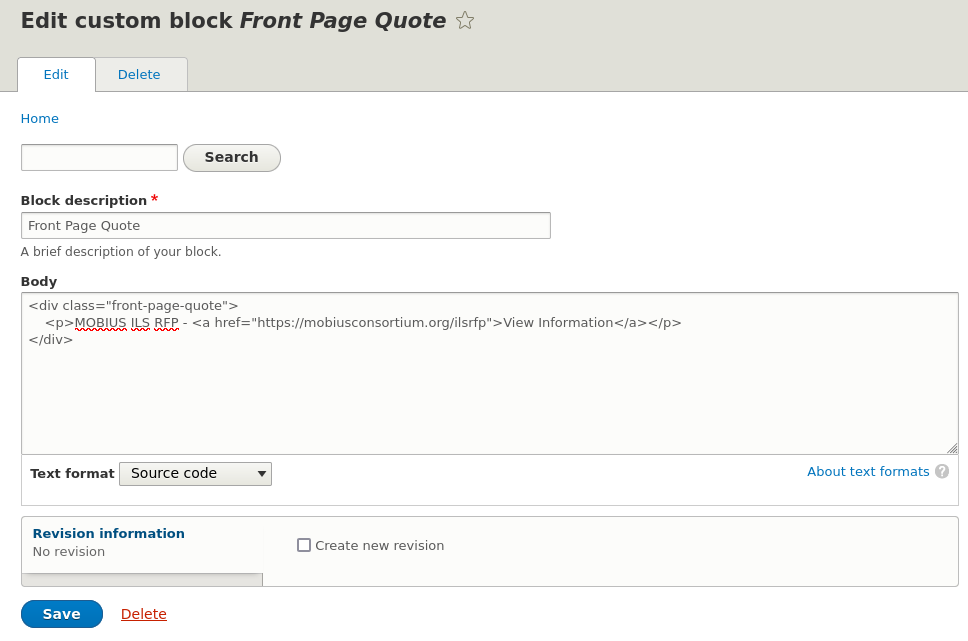 Edit custom block Front Page Quote
Edit
Delete
Home
Search
Block description *
Front Page Quote
A brief description of your block.
Body
<div class="front-page-quote">
<p>MOBIUS ILS RFP - <a href="https://mobiusconsortium.org/ilsrfp">View Information</a></p>
</div>
Text format Source code About text formats ?
Revision information
No revision
Create new revision
Save Delete